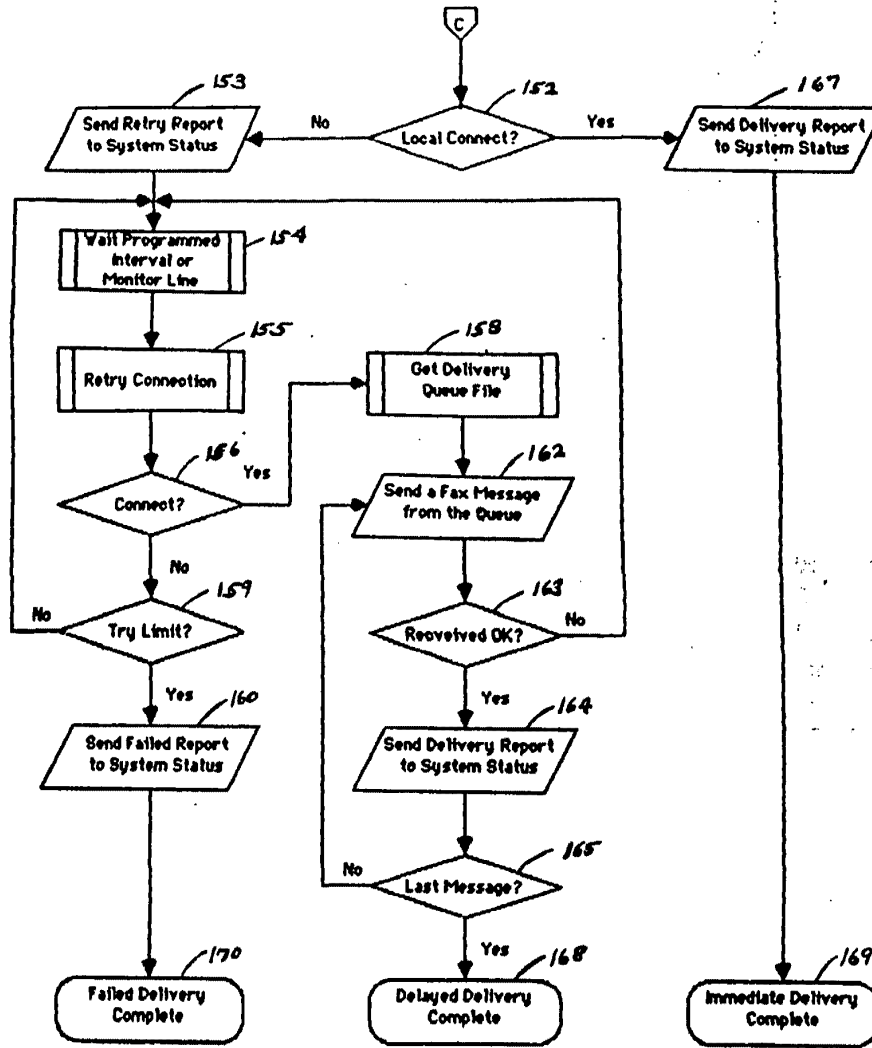 C
153
152
167
Send Retry Report
to System Status
No
Local Connect?
Yes
Send Delivery Report
to System Status
Wait Programmed
Interval or
Monitor Line
154
155
Retry Connection
158
Get Delivery
Queue File
156
Yes
Connect?
162
Send a Fax Message
from the Queue
No
159
No
Try Limit?
163
Recveived OK?
No
Yes
160
Send Failed Report
to System Status
Yes
164
Send Delivery Report
to System Status
No
165
Last Message?
Yes
170
Failed Delivery
Complete
168
Delayed Delivery
Complete
169
Immediate Delivery
Complete